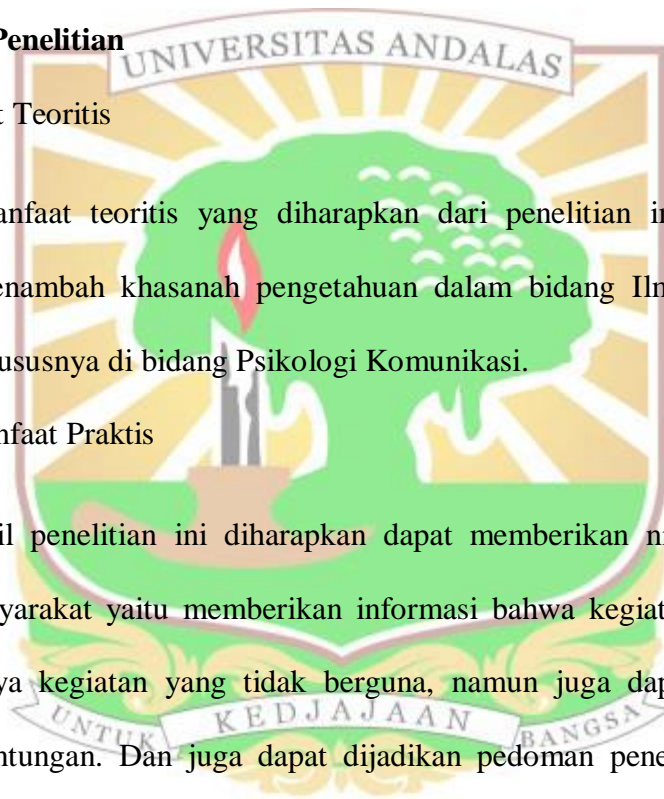 Penelitian
UNIVERSITAS ANDALAS
Teoritis
anfaat teoritis yang diharapkan dari penelitian
enambah khasanah pengetahuan dalam bidang
ususnya di bidang Psikologi Komunikasi.
nfaat Praktis
il penelitian ini diharapkan dapat memberikan
yarakat yaitu memberikan informasi bahwa kegiat
ya kegiatan yang tidak berguna, namun juga dap
UNTUK KEDJAJAAN BANGSA
ntungan. Dan juga dapat dijadikan pedoman pene